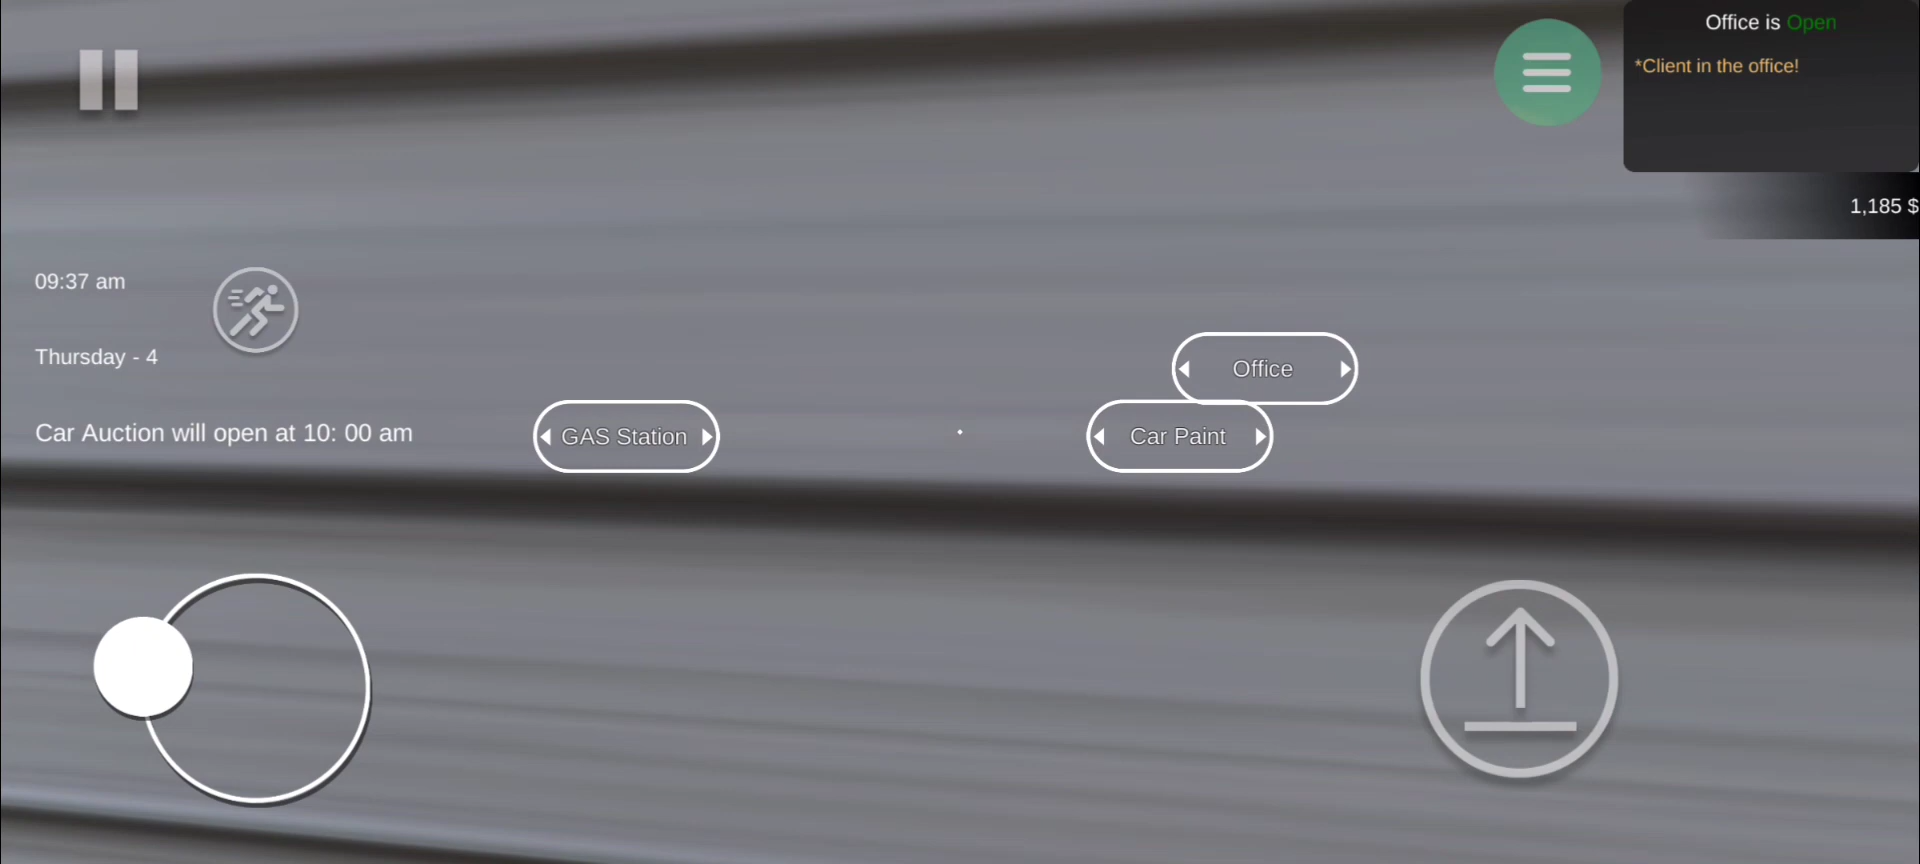 Office is Open
*Client in the office!
1,185 $
09:37 am
Thursday - 4
Car Auction will open at 10: 00 am
Office
GAS Station
Car Paint